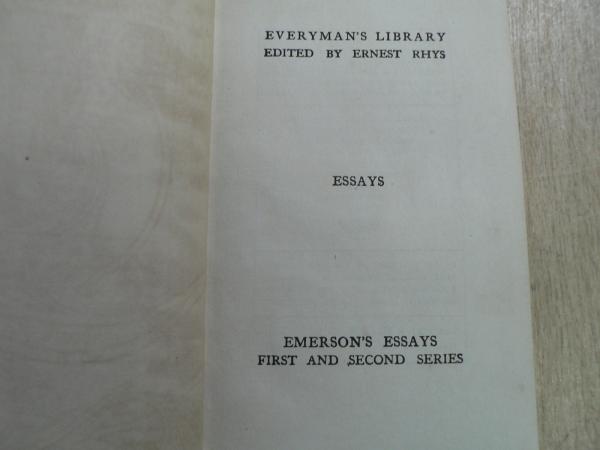 EVERYMAN'S LIBRARY
EDITED BY ERNEST RHYS
ESSAYS
EMERSON'S ESSAYS
FIRST AND SECOND SERIES